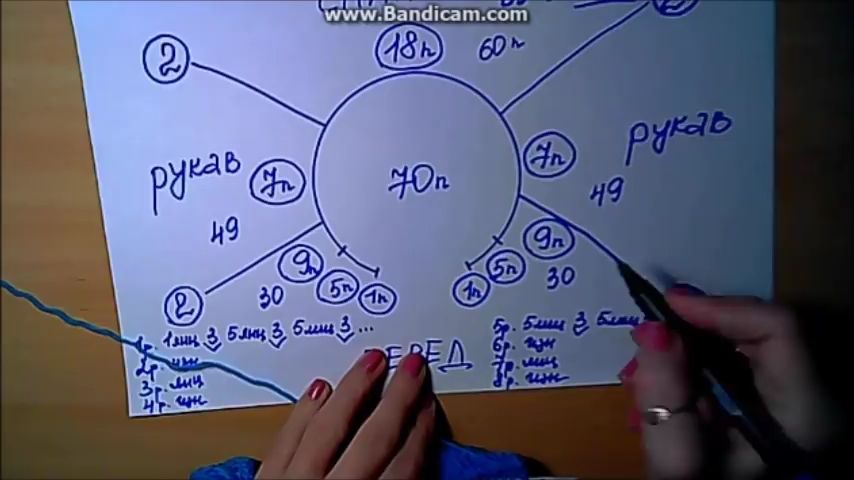 www.Bandicam.com
2
18п
60п
рукав
7п
70п
7п
рукав
49
49
9п
9п
2
30
5п
1п
1п
5п
30
1р. 1лиц 3 5лиц 3 5лиц 3 ...
2р. изн
3р. лиц
4р. изн
ПЕРЕД
5р. 5лиц 3 5лиц
6р. изн
7р. лиц
8р. изн